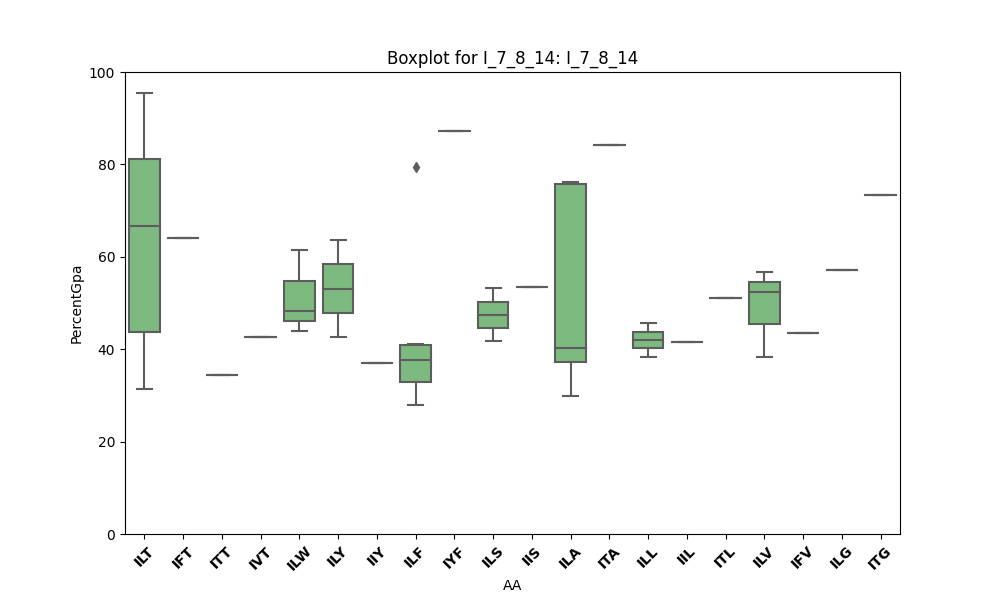 Boxplot for I_7_8_14: I_7_8_14
100
80
60
40
20
0
PercentGpa
ILT IFT ITT IVT ILW ILY IIY ILF IYF ILS IIS ILA ITA ILL IIL ITL ILV IFV ILG ITG
AA